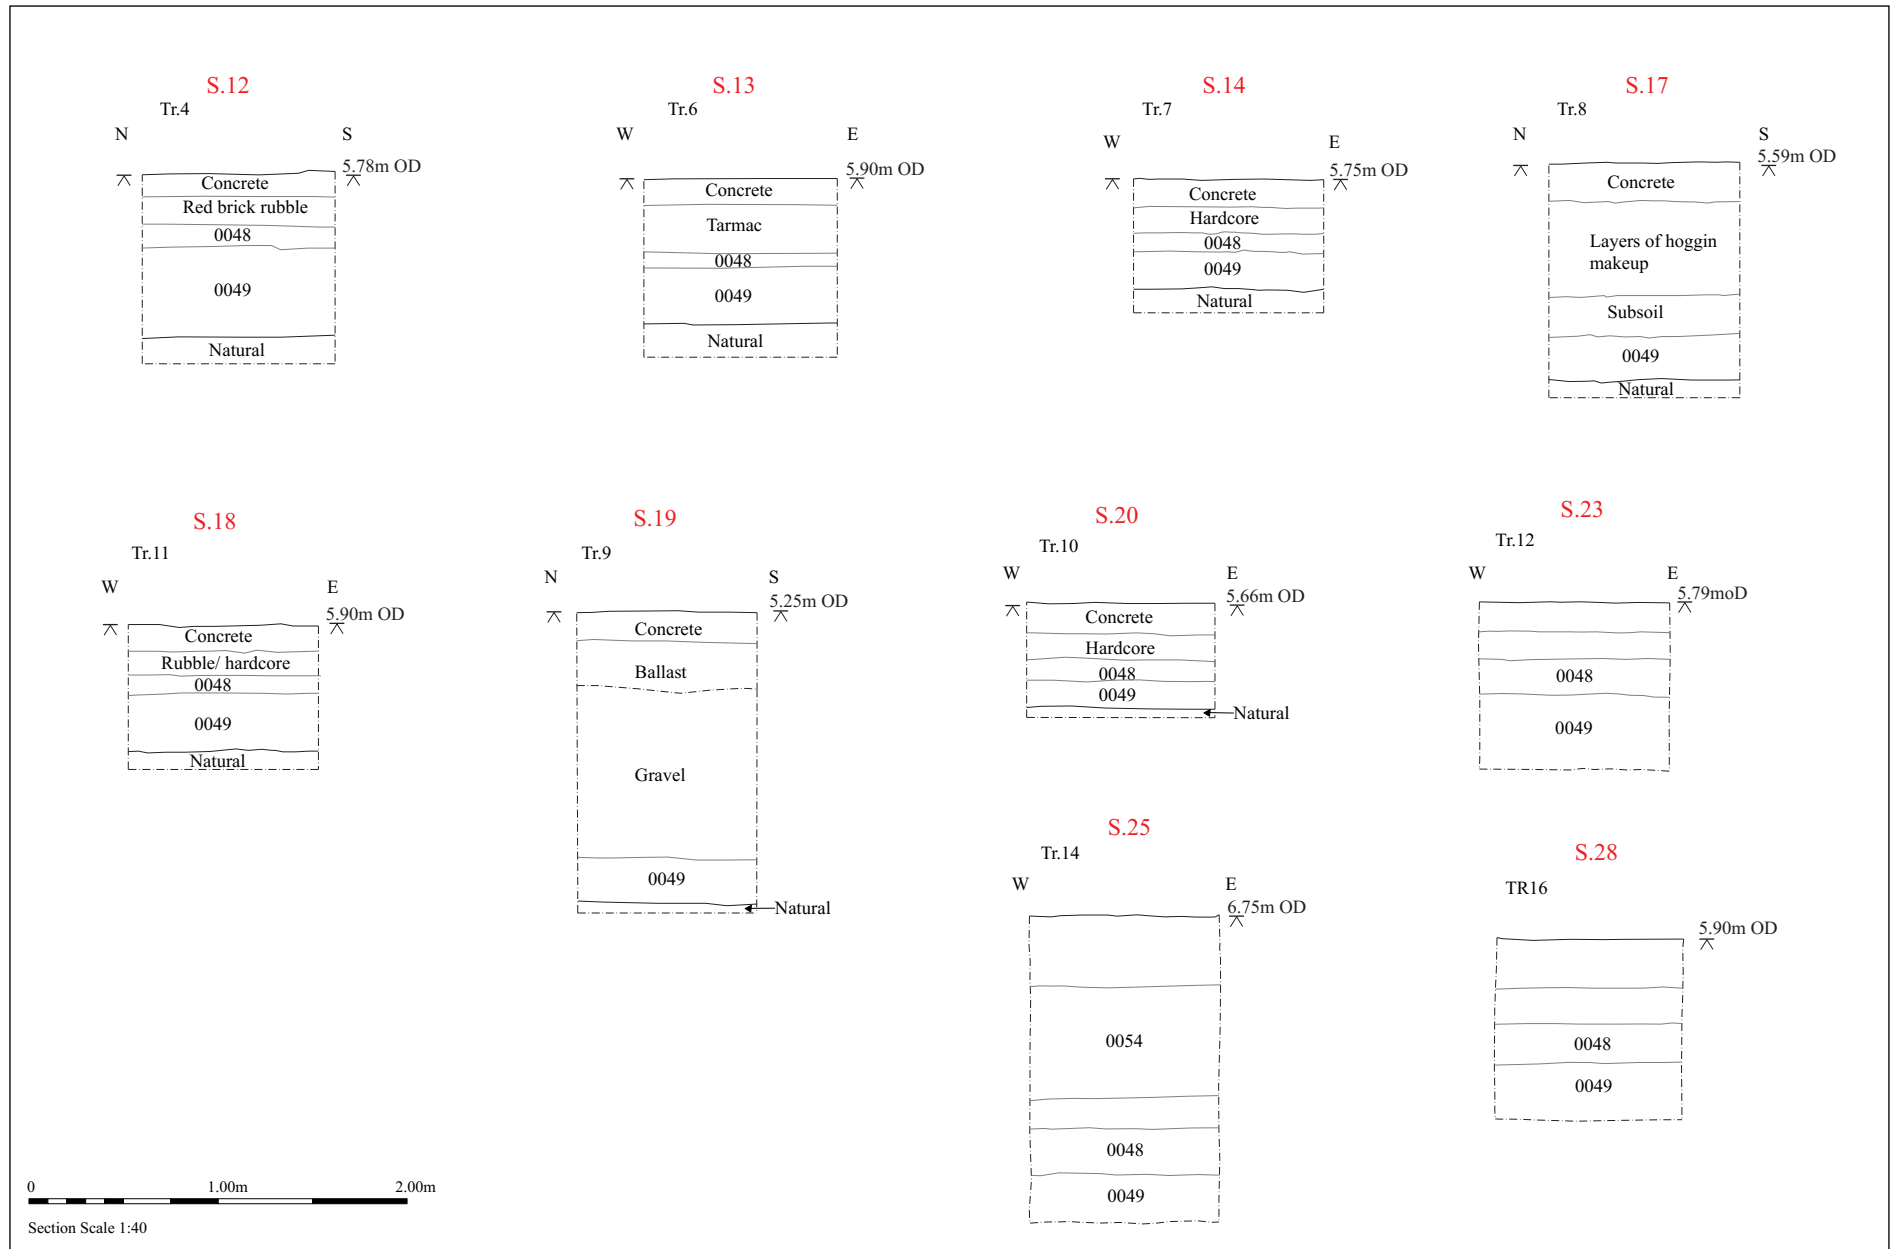 S.12
Tr.4
N
S
5.78m OD
Concrete
Red brick rubble
0048
0049
Natural
S.13
Tr.6
W
E
5.90m OD
Concrete
Tarmac
0048
0049
Natural
S.14
Tr.7
W
E
5.75m OD
Concrete
Hardcore
0048
0049
Natural
S.17
Tr.8
N
S
5.59m OD
Concrete
Layers of hoggin
makeup
Subsoil
0049
Natural
S.18
Tr.11
W
E
5.90m OD
Concrete
Rubble/ hardcore
0048
0049
Natural
S.19
Tr.9
N
S
5.25m OD
Concrete
Ballast
Gravel
0049
Natural
S.20
Tr.10
W
E
5.66m OD
Concrete
Hardcore
0048
0049
Natural
S.23
Tr.12
W
E
5.79moD
0048
0049
S.25
Tr.14
W
E
6.75m OD
0054
0048
0049
S.28
TR16
5.90m OD
0048
0049
0 1.00m 2.00m
Section Scale 1:40